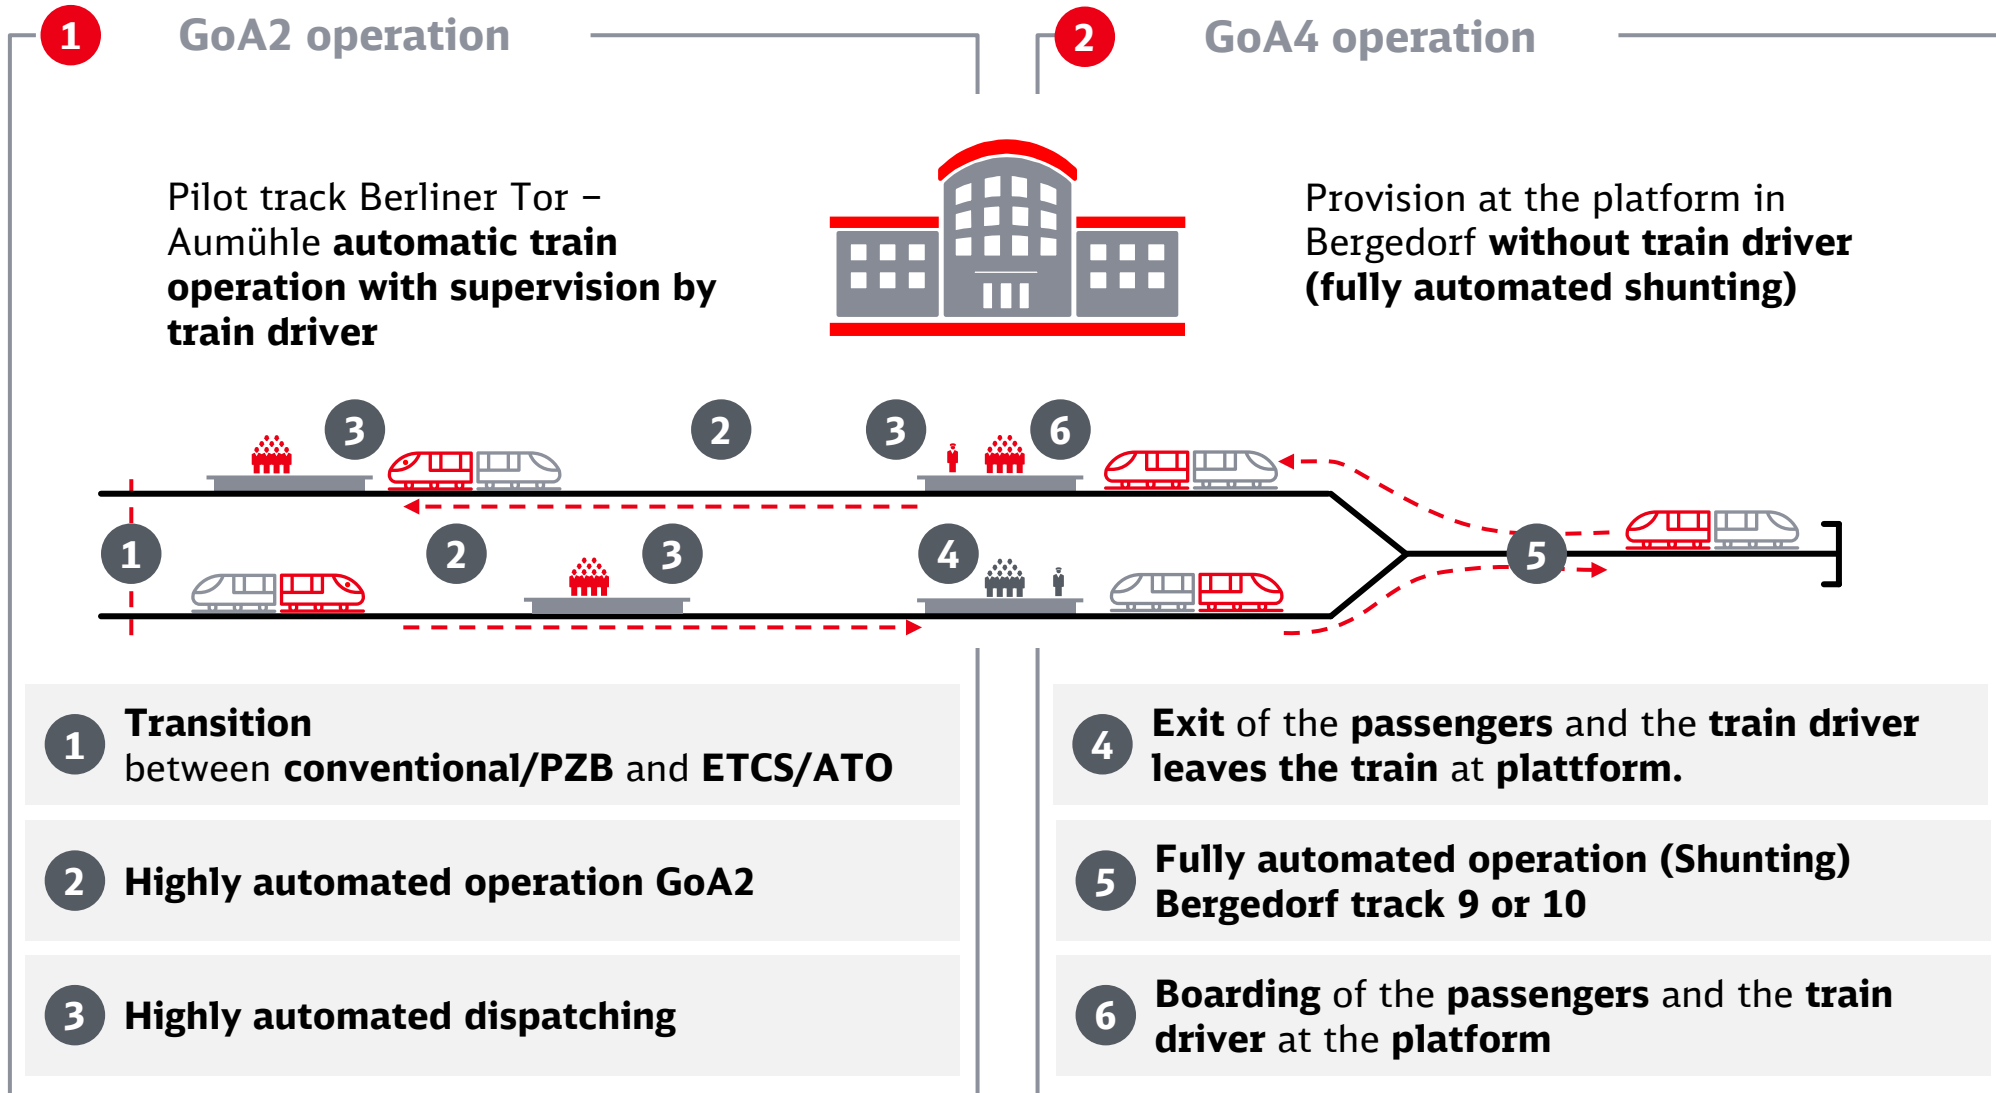 1 GoA2 operation
2 GoA4 operation
Pilot track Berliner Tor –
Aumühle automatic train
operation with supervision by
train driver
Provision at the platform in
Bergedorf without train driver
(fully automated shunting)
3 2 3 6
1 2 3 4 5
1 Transition
between conventional/PZB and ETCS/ATO
2 Highly automated operation GoA2
3 Highly automated dispatching
4 Exit of the passengers and the train driver
leaves the train at plattform.
5 Fully automated operation (Shunting)
Bergedorf track 9 or 10
6 Boarding of the passengers and the train
driver at the platform